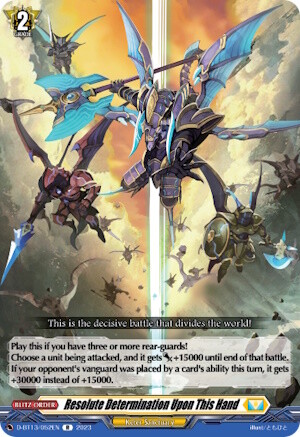 2
This is the decisive battle that divides the world!
Play this if you have three or more rear-guards!
Choose a unit being attacked, and it gets +15000 until end of that battle.
If your opponent's vanguard was placed by a card's ability this turn, it gets
+30000 instead of +15000.
BLITZ ORDER
Resolute Determination Upon This Hand
Keter Sanctuary
D-BT13/052EN R 2023